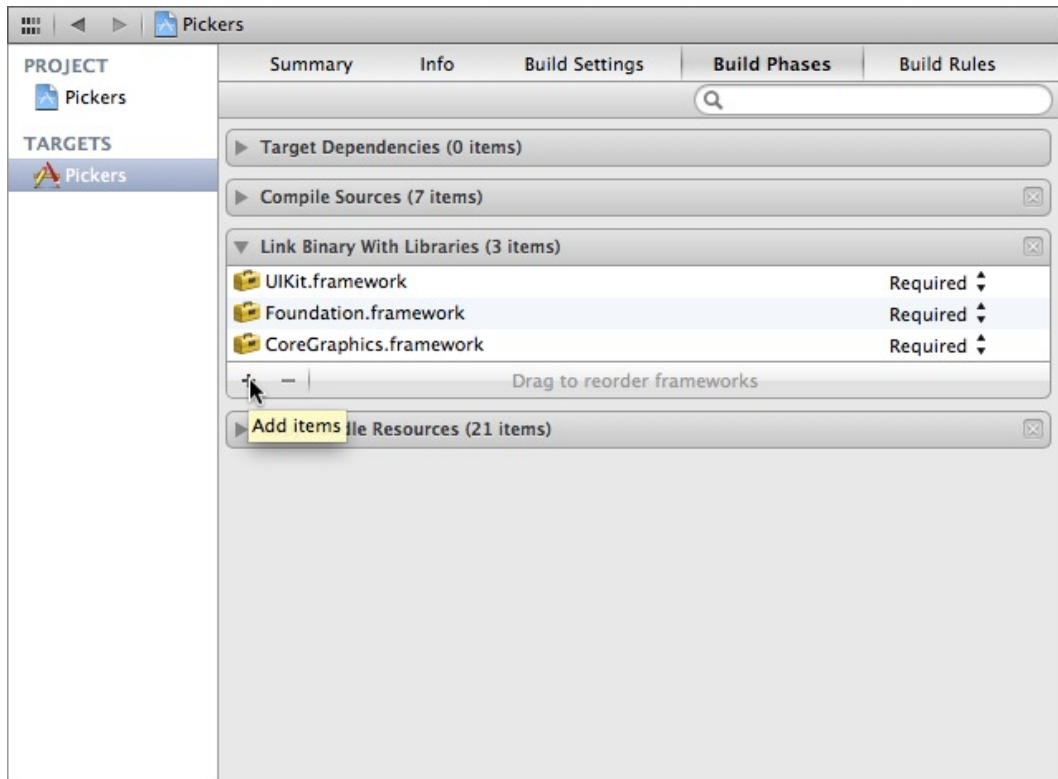 Pickers
PROJECT
Pickers
TARGETS
Pickers
Summary Info Build Settings Build Phases Build Rules
Target Dependencies (0 items)
Compile Sources (7 items)
Link Binary With Libraries (3 items)
UIKit.framework Required
Foundation.framework Required
CoreGraphics.framework Required
+ − Drag to reorder frameworks
Add items
Resources (21 items)